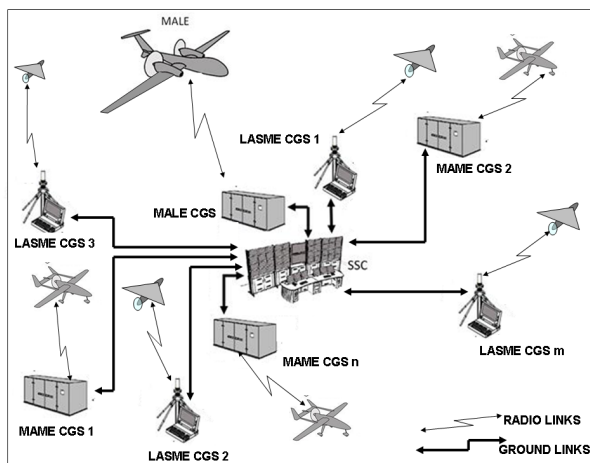 MALE
LASME CGS 1
MAME CGS 2
MALE CGS
LASME CGS 3
SSC
LASME CGS m
MAME CGS n
MAME CGS 1
LASME CGS 2
RADIO LINKS
GROUND LINKS